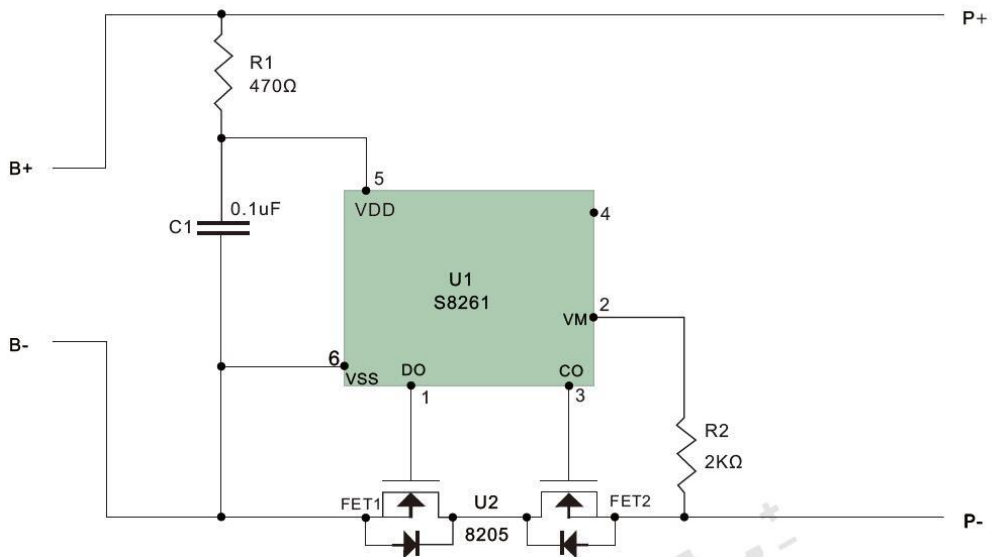 P+
R1
470Ω
B+
5
VDD
0.1uF
C1
4
U1
S8261
2
VM
B-
6
VSS
DO
CO
1
3
R2
2KΩ
FET1
U2
FET2
8205
P-